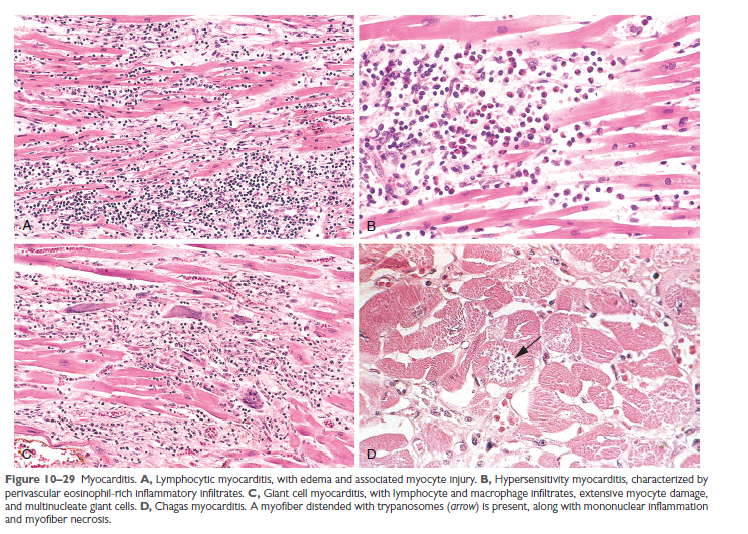 A
B
C
D
Figure 10–29 Myocarditis. A, Lymphocytic myocarditis, with edema and associated myocyte injury. B, Hypersensitivity myocarditis, characterized by
perivascular eosinophil-rich inflammatory infiltrates. C, Giant cell myocarditis, with lymphocyte and macrophage infiltrates, extensive myocyte damage,
and multinucleate giant cells. D, Chagas myocarditis. A myofiber distended with trypanosomes (arrow) is present, along with mononuclear inflammation
and myofiber necrosis.